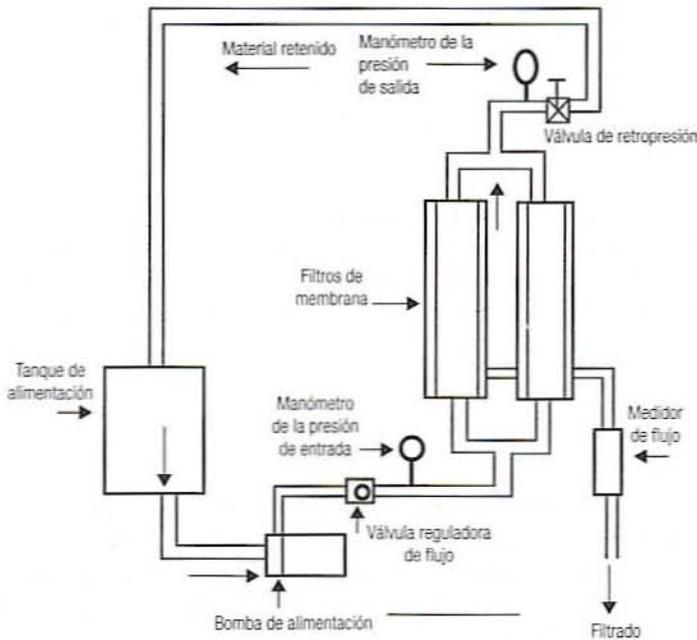 Material retenido
Manómetro de la
presión
de salida
Válvula de retropresión
Filtros de
membrana
Tanque de
alimentación
Manómetro
de la presión
de entrada
Medidor
de flujo
Válvula reguladora
de flujo
Bomba de alimentación
Filtrado